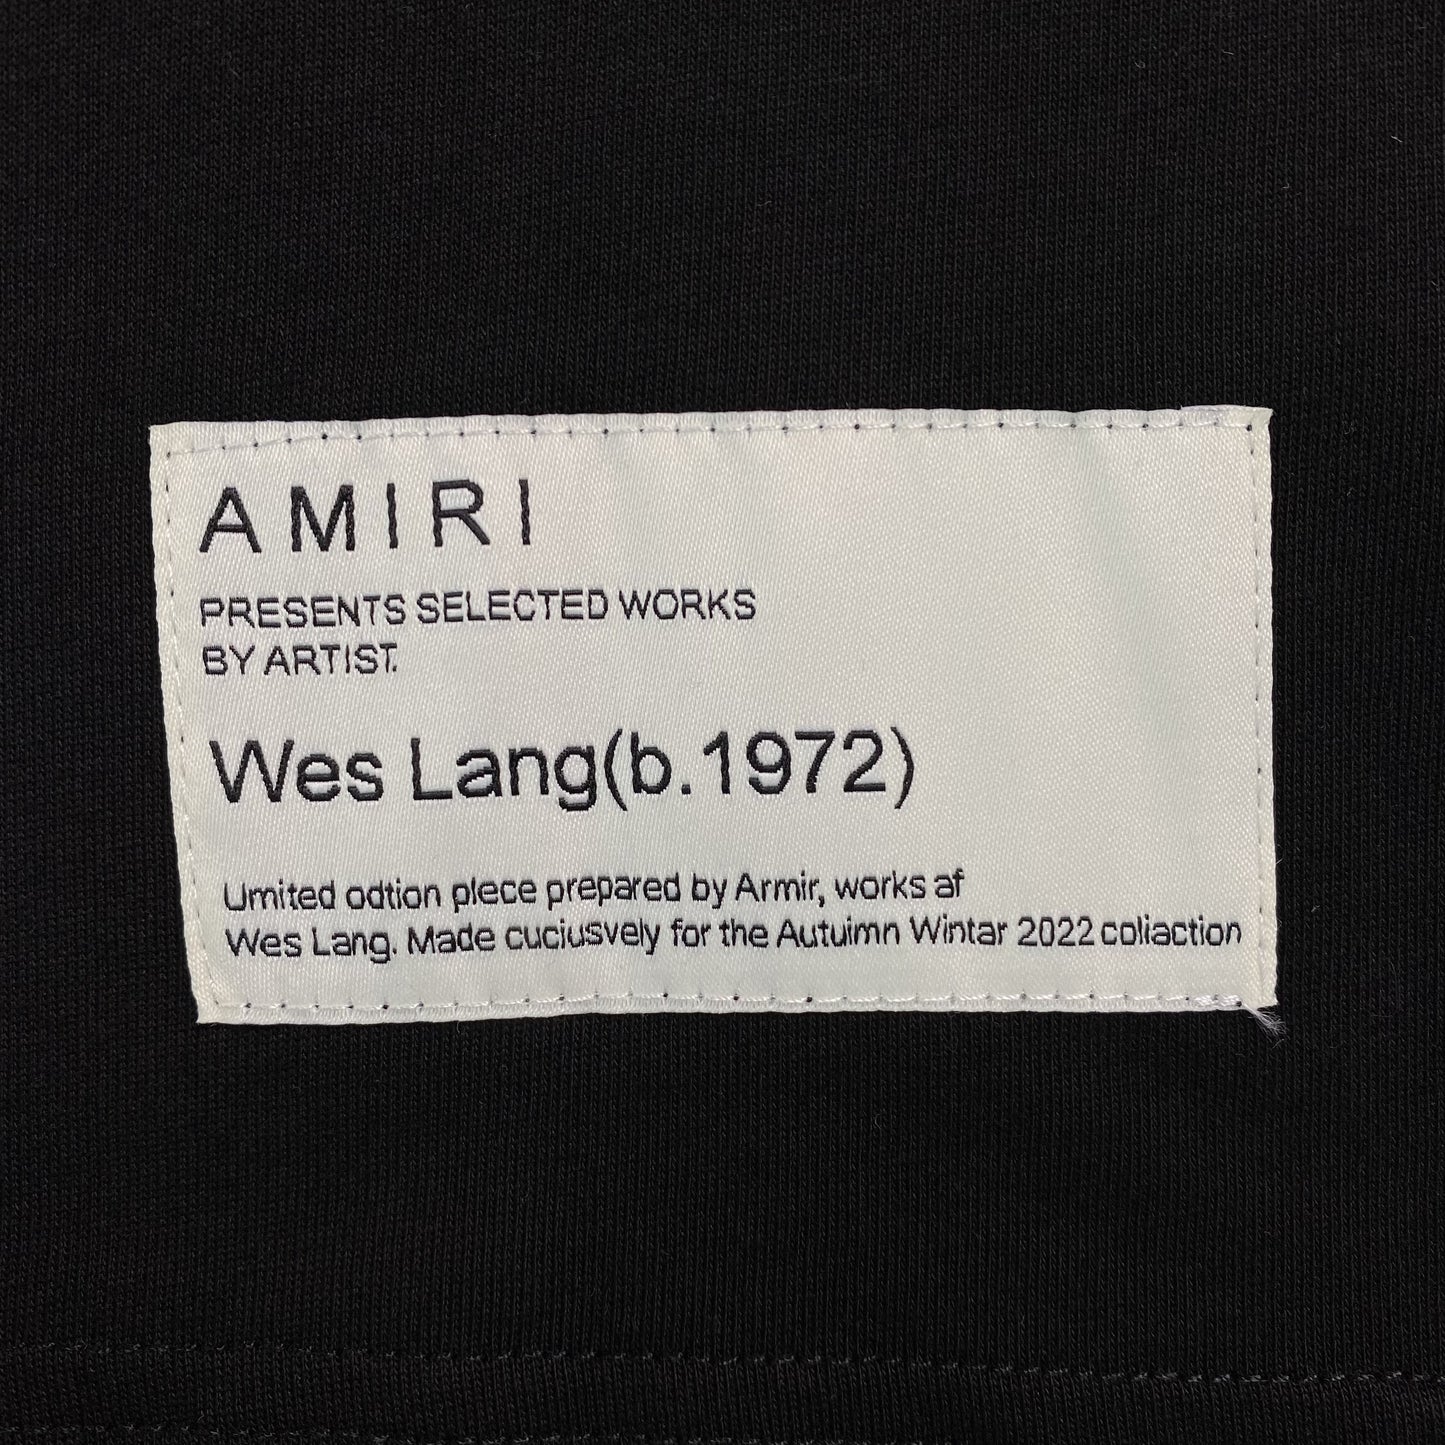 AMIRI
PRESENTS SELECTED WORKS
BY ARTIST.
Wes Lang(b.1972)
Umited odtion plece prepared by Armir, works af
Wes Lang. Made cuciusvely for the Autuimn Wintar 2022 coliaction